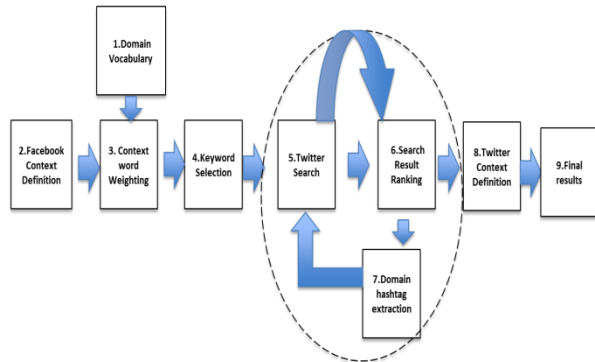 1.Domain
Vocabulary
2.Facebook
Context
Definition
3. Context
word
Weighting
4.Keyword
Selection
5.Twitter
Search
6.Search
Result
Ranking
7.Domain
hashtag
extraction
8.Twitter
Context
Definition
9.Final
results